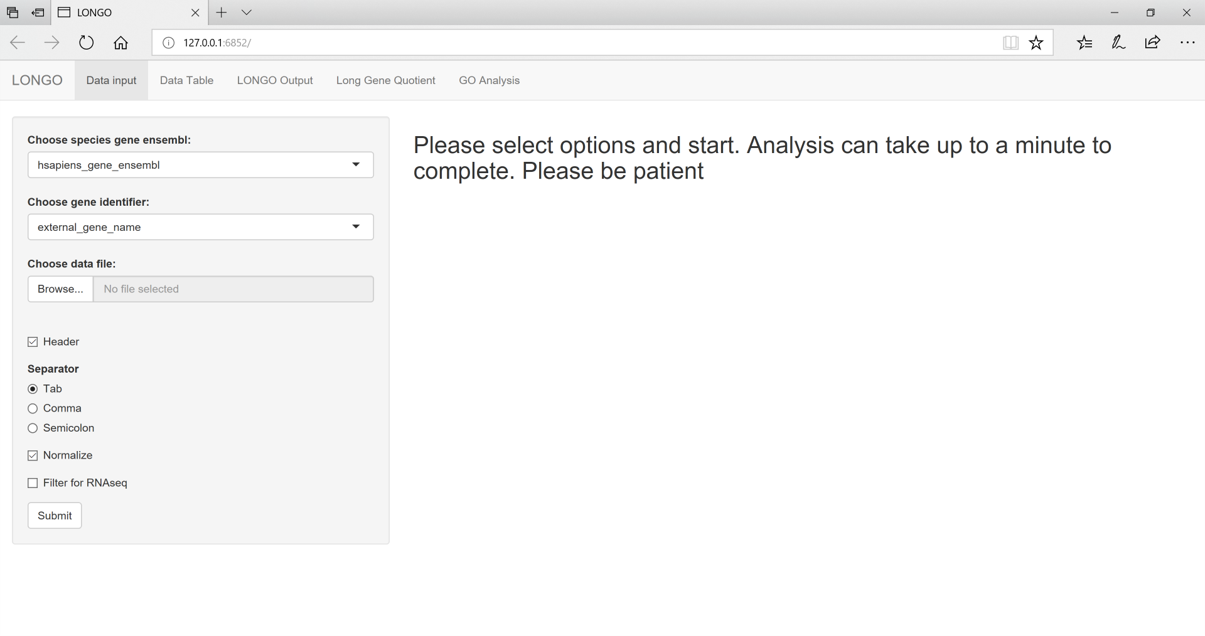 LONGO
127.0.0.1:6852/
LONGO Data input Data Table LONGO Output Long Gene Quotient GO Analysis
Choose species gene ensembl:
hsapiens_gene_ensembl
Choose gene identifier:
external_gene_name
Choose data file:
Browse... No file selected
Header
Separator
Tab
Comma
Semicolon
Normalize
Filter for RNAseq
Submit
Please select options and start. Analysis can take up to a minute to
complete. Please be patient